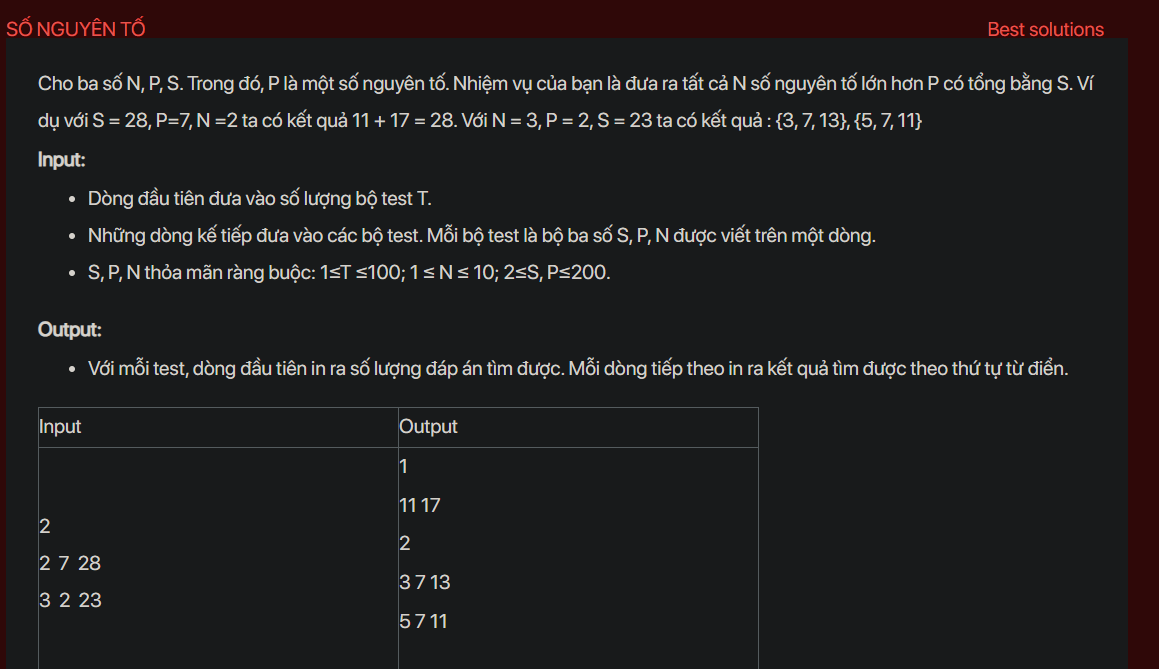 SỐ NGUYÊN TỐ
Best solutions
Cho ba số N, P, S. Trong đó, P là một số nguyên tố. Nhiệm vụ của bạn là đưa ra tất cả N số nguyên tố lớn hơn P có tổng bằng S. Ví
dụ với S = 28, P=7, N =2 ta có kết quả 11 + 17 = 28. Với N = 3, P = 2, S = 23 ta có kết quả : {3, 7, 13}, {5, 7, 11}
Input:
• Dòng đầu tiên đưa vào số lượng bộ test T.
• Những dòng kế tiếp đưa vào các bộ test. Mỗi bộ test là bộ ba số S, P, N được viết trên một dòng.
• S, P, N thỏa mãn ràng buộc: 1≤T ≤100; 1 ≤ N ≤ 10; 2≤S, P≤200.
Output:
• Với mỗi test, dòng đầu tiên in ra số lượng đáp án tìm được. Mỗi dòng tiếp theo in ra kết quả tìm được theo thứ tự từ điển.
Input
Output
2
2 7 28
3 2 23
1
11 17
2
3 7 13
5 7 11